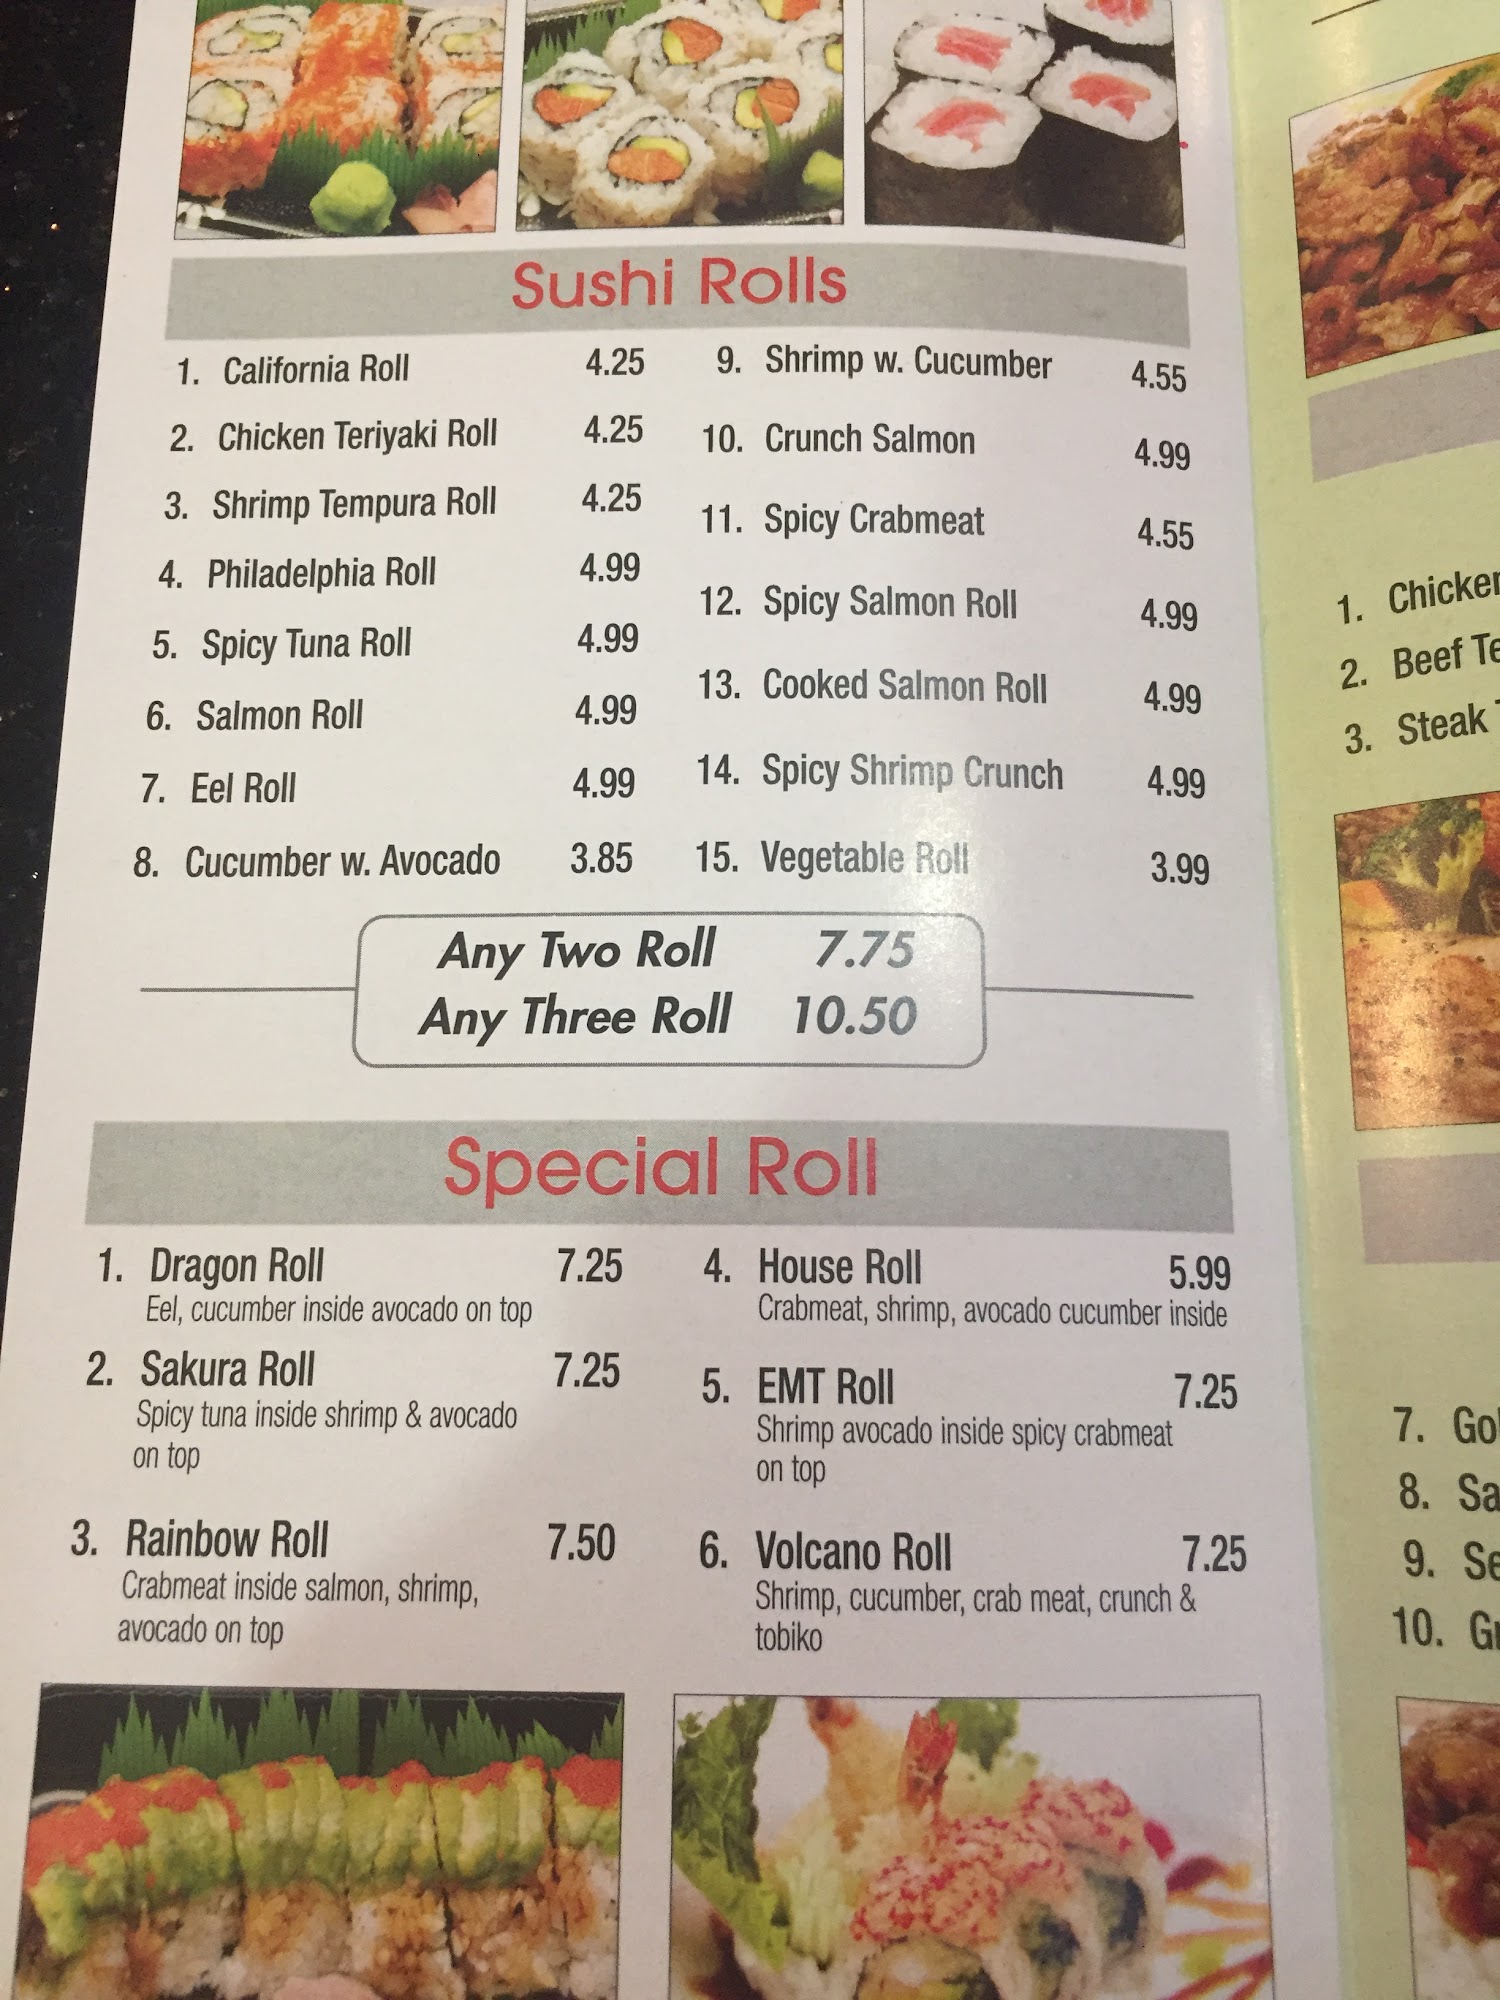 Sushi Rolls
1. California Roll 4.25
2. Chicken Teriyaki Roll 4.25
3. Shrimp Tempura Roll 4.25
4. Philadelphia Roll 4.99
5. Spicy Tuna Roll 4.99
6. Salmon Roll 4.99
7. Eel Roll 4.99
8. Cucumber w. Avocado 3.85
9. Shrimp w. Cucumber 4.55
10. Crunch Salmon 4.99
11. Spicy Crabmeat 4.55
12. Spicy Salmon Roll 4.99
13. Cooked Salmon Roll 4.99
14. Spicy Shrimp Crunch 4.99
15. Vegetable Roll 3.99
Any Two Roll 7.75
Any Three Roll 10.50
Special Roll
1. Dragon Roll 7.25
Eel, cucumber inside avocado on top
2. Sakura Roll 7.25
Spicy tuna inside shrimp & avocado
on top
3. Rainbow Roll 7.50
Crabmeat inside salmon, shrimp,
avocado on top
4. House Roll 5.99
Crabmeat, shrimp, avocado cucumber inside
5. EMT Roll 7.25
Shrimp avocado inside spicy crabmeat
on top
6. Volcano Roll 7.25
Shrimp, cucumber, crab meat, crunch &
tobiko
1.
2. Beef
3. Steak
7.
8.
9.
10.